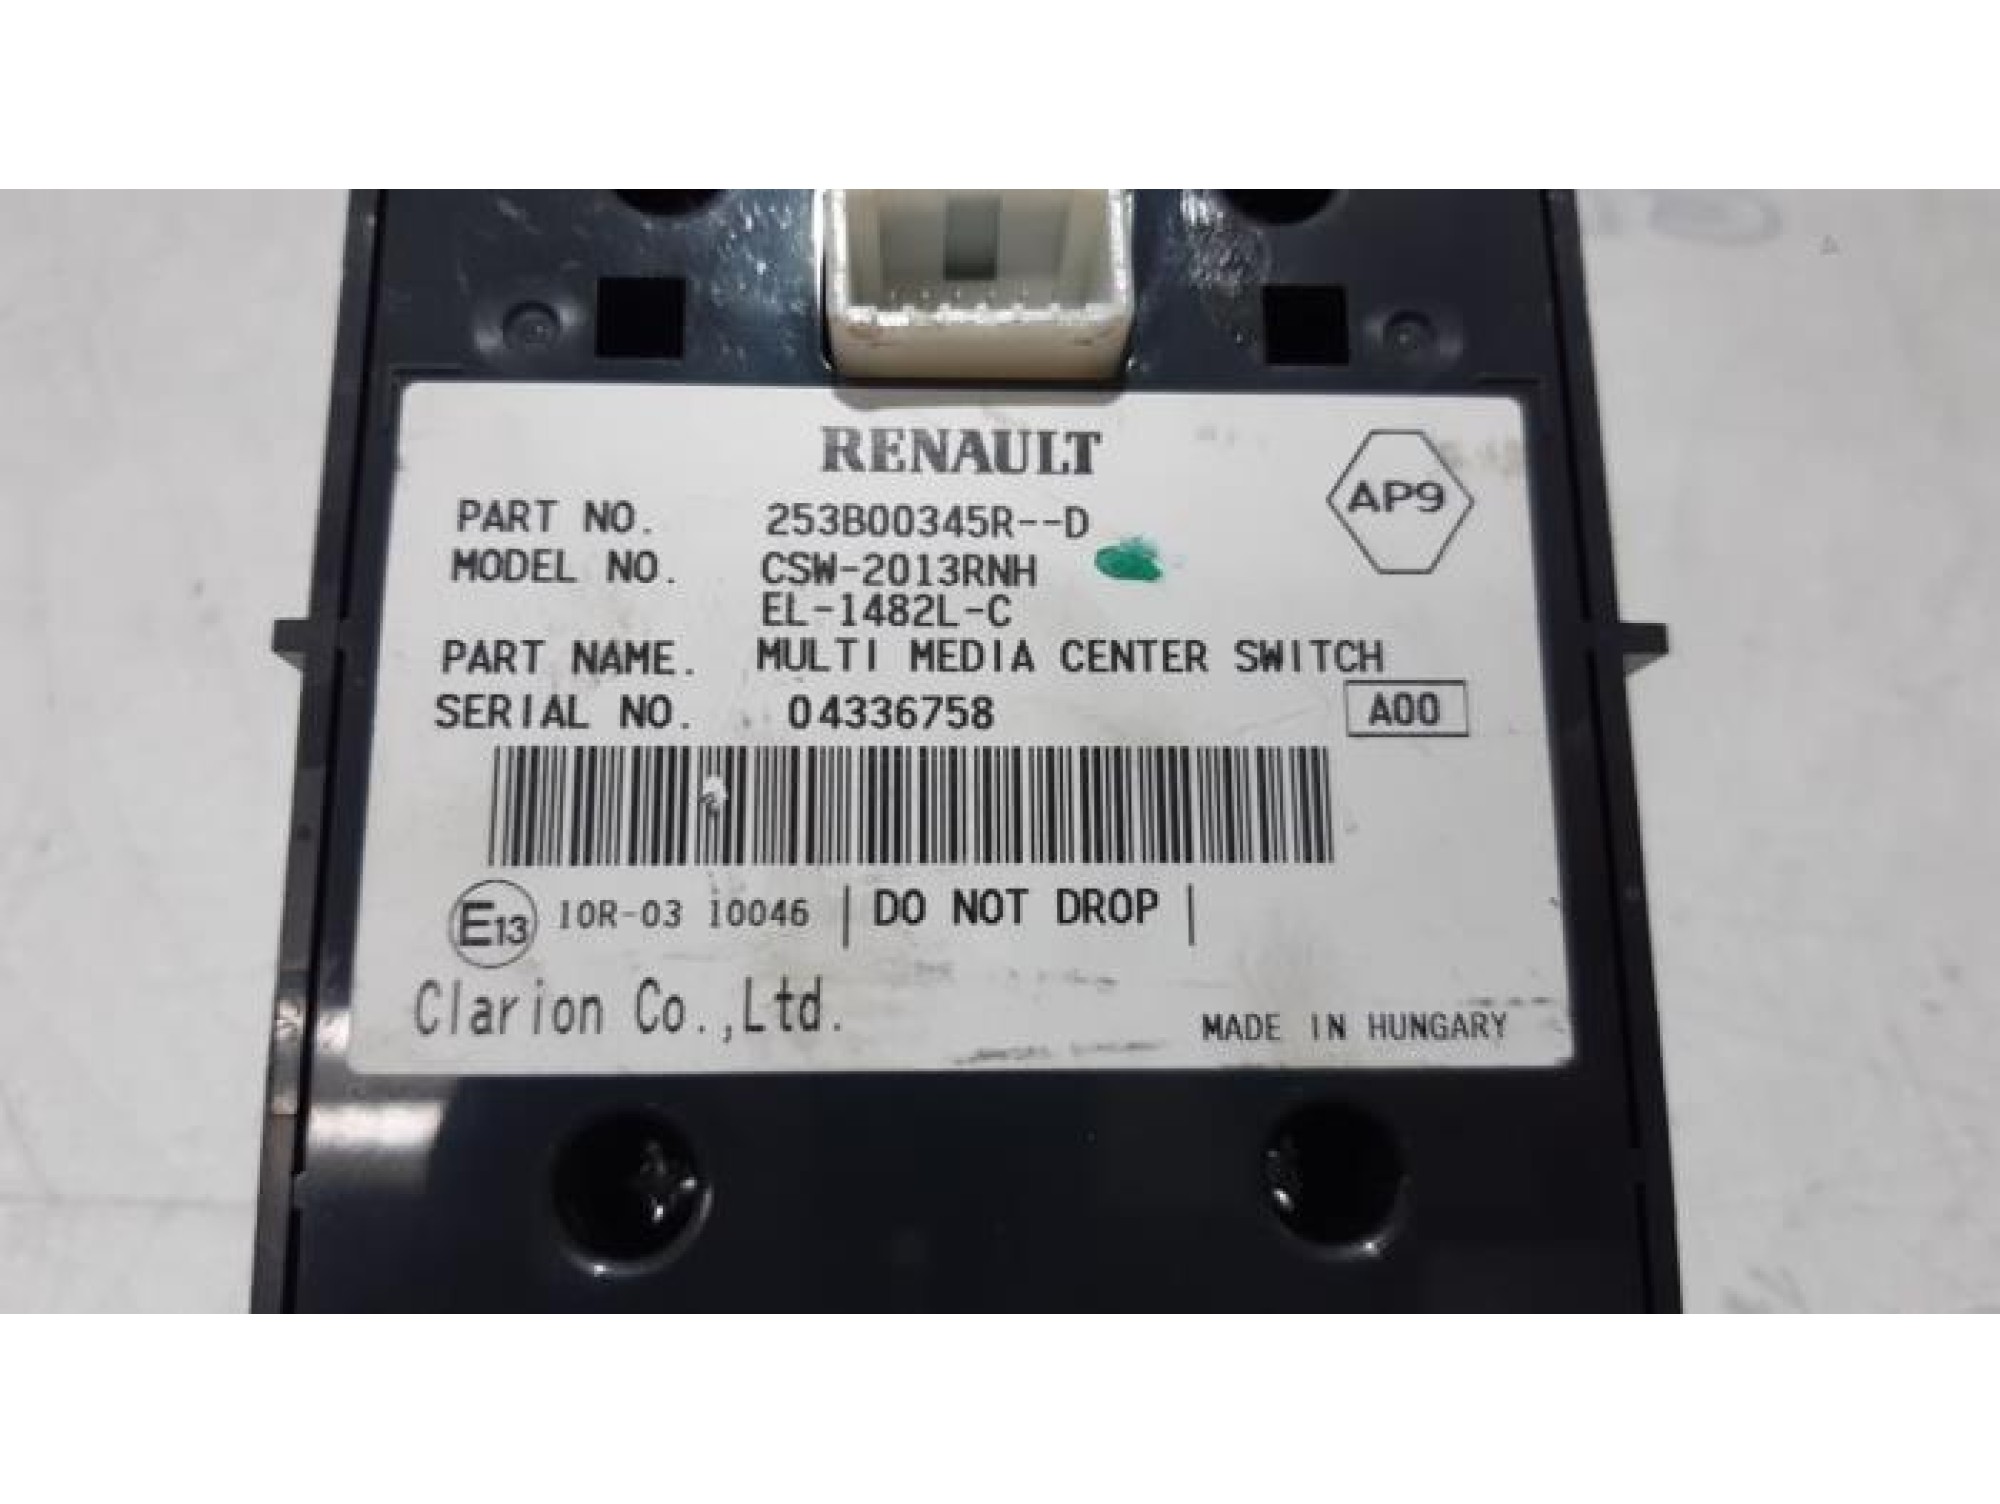 RENAULT
AP9
PART NO. 253B00345R--D
MODEL NO. CSW-2013RNH
EL-1482L-C
PART NAME. MULTI MEDIA CENTER SWITCH
SERIAL NO. 04336758 A00
E13 10R-03 10046 DO NOT DROP
Clarion Co.,Ltd.
MADE IN HUNGARY